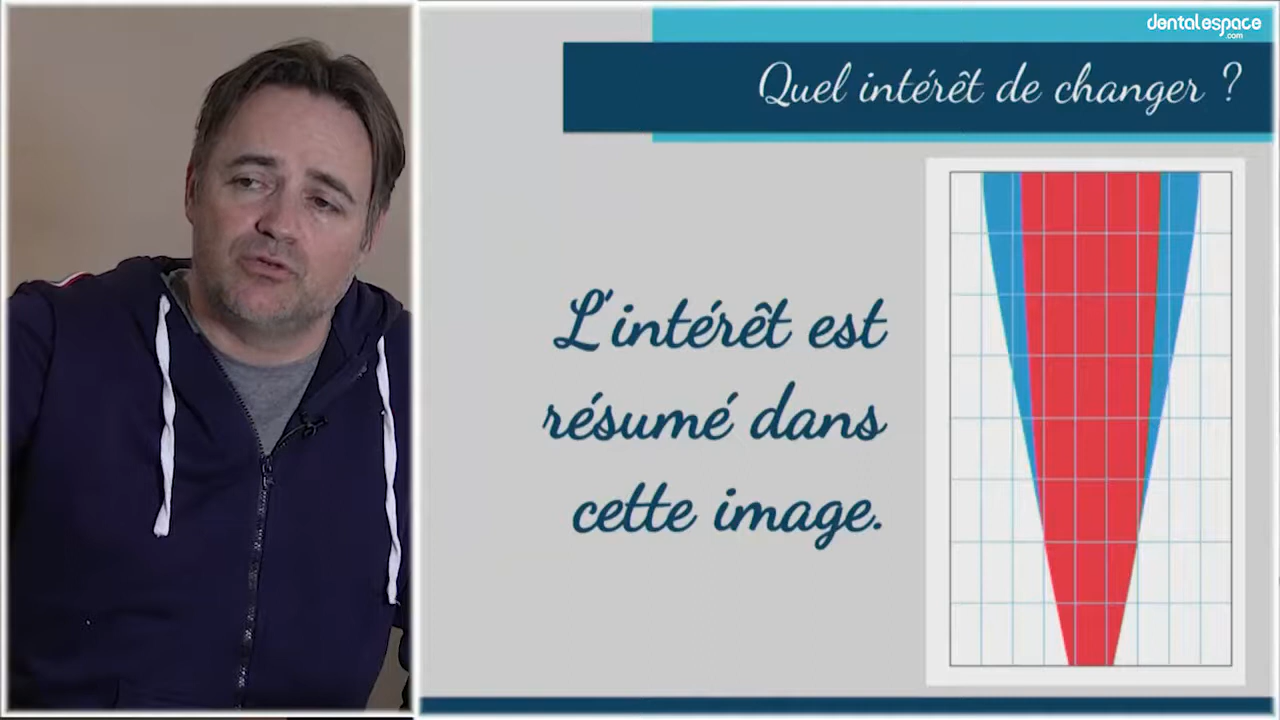 dentalespace
.com
Quel intérêt de changer ?
L'intérêt est
résumé dans
cette image.